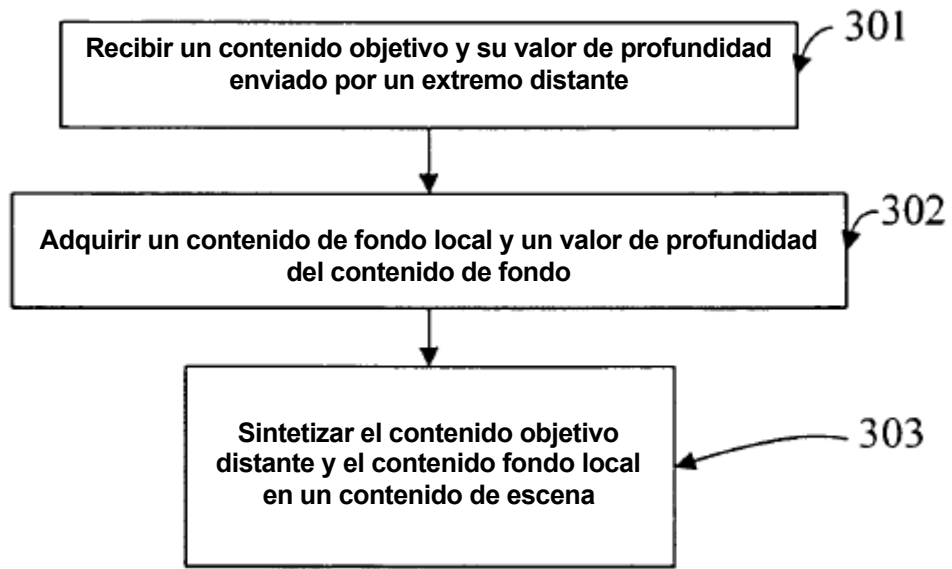 Recibir un contenido objetivo y su valor de profundidad
enviado por un extremo distante
301
Adquirir un contenido de fondo local y un valor de profundidad
del contenido de fondo
302
Sintetizar el contenido objetivo
distante y el contenido fondo local
en un contenido de escena
303